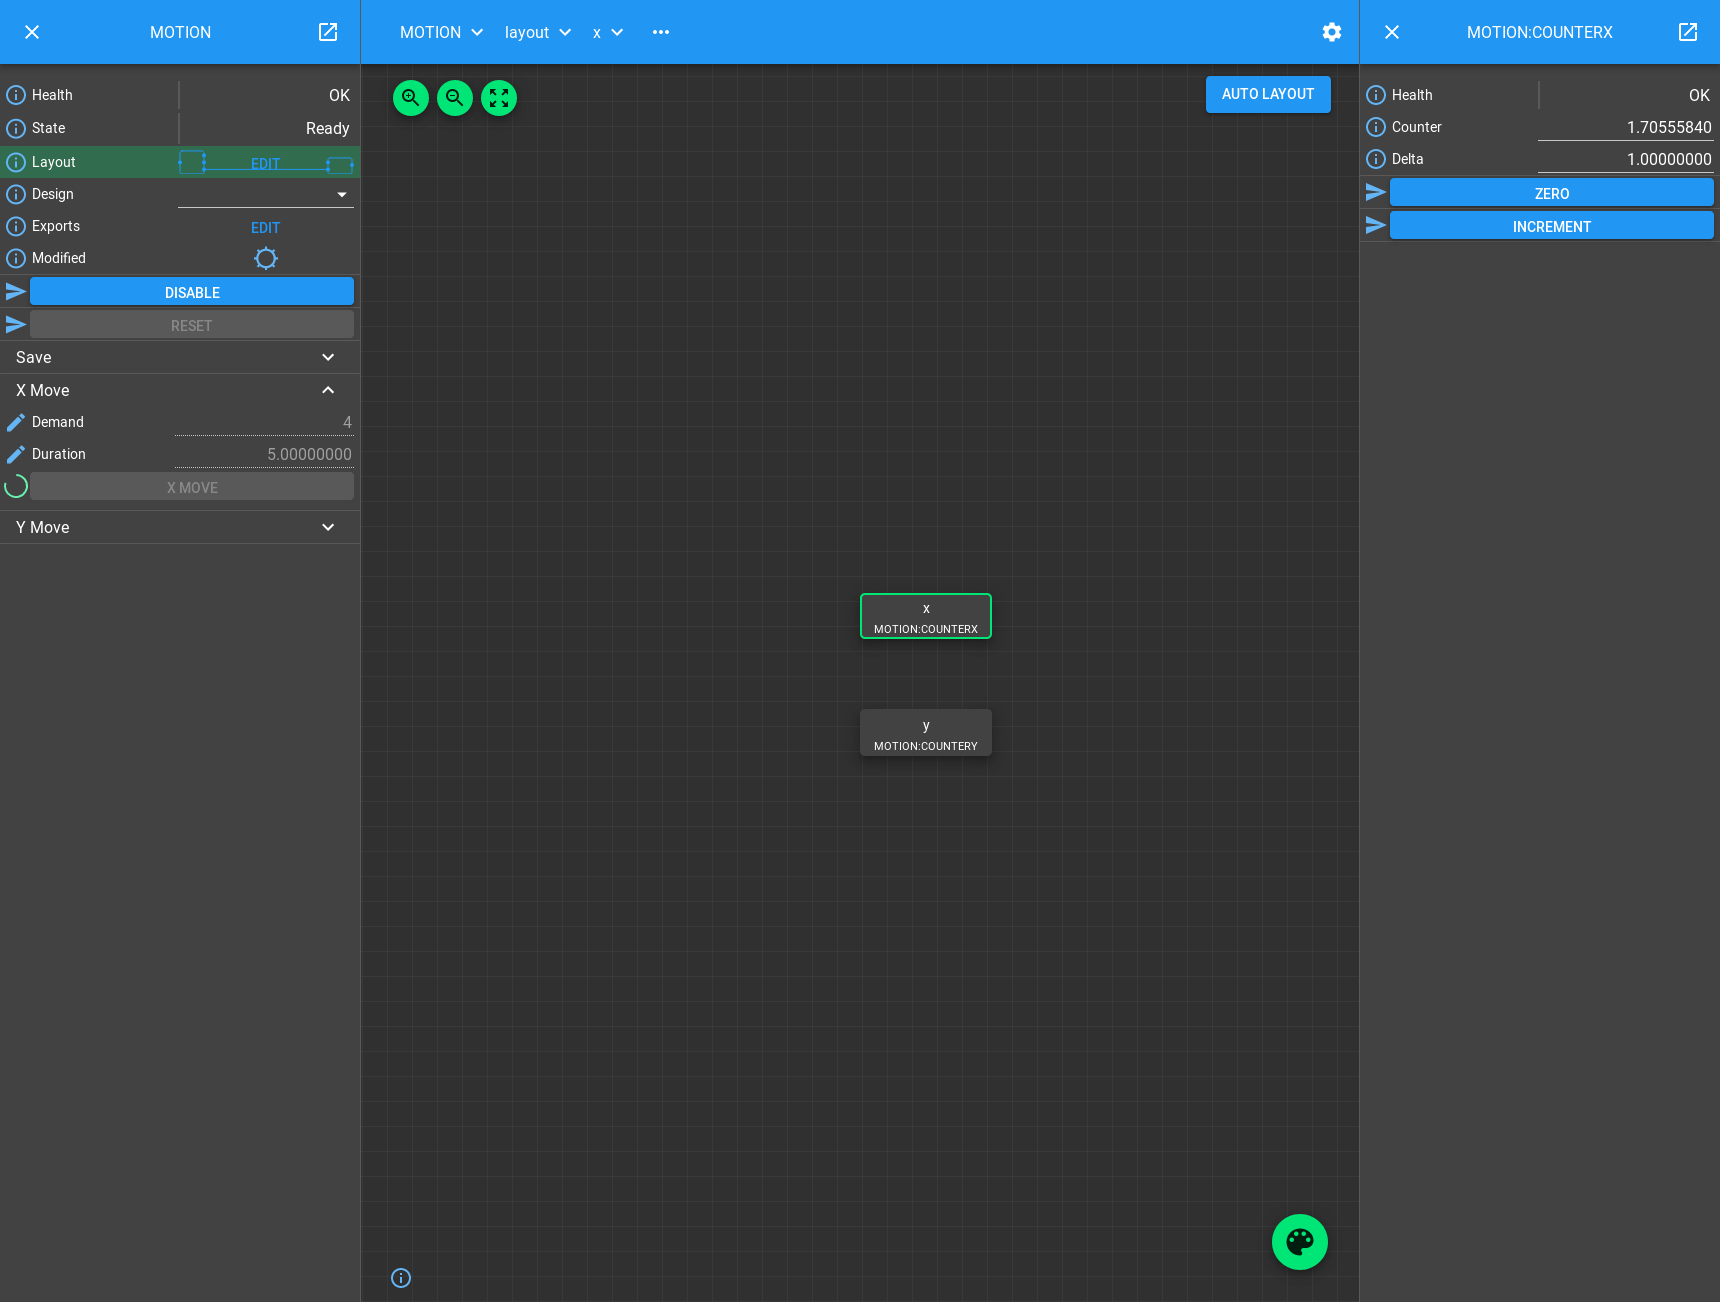 MOTION
Health OK
State Ready
Layout EDIT
Design
Exports EDIT
Modified
DISABLE
RESET
Save
X Move
Demand 4
Duration 5.00000000
X MOVE
Y Move
MOTION layout x
AUTO LAYOUT
x
MOTION:COUNTERX
y
MOTION:COUNTERY
MOTION:COUNTERX
Health OK
Counter 1.70555840
Delta 1.00000000
ZERO
INCREMENT